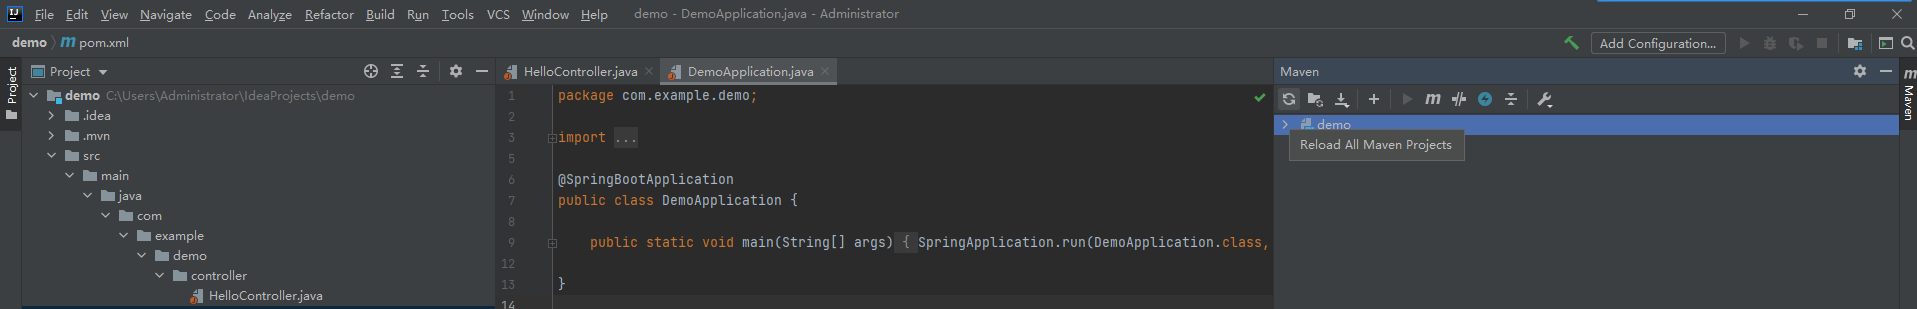 File Edit View Navigate Code Analyze Refactor Build Run Tools VCS Window Help demo - DemoApplication.java - Administrator
demo pom.xml Add Configuration...
Project HelloController.java DemoApplication.java Maven
Project
Maven
demo C:\Users\Administrator\IdeaProjects\demo
.idea
.mvn
src
main
java
com
example
demo
controller
HelloController.java
1 package com.example.demo;
2
3 import ...
5
6 @SpringBootApplication
7 public class DemoApplication {
8
9 public static void main(String[] args) { SpringApplication.run(DemoApplication.class,
12
13 }
14
demo
Reload All Maven Projects